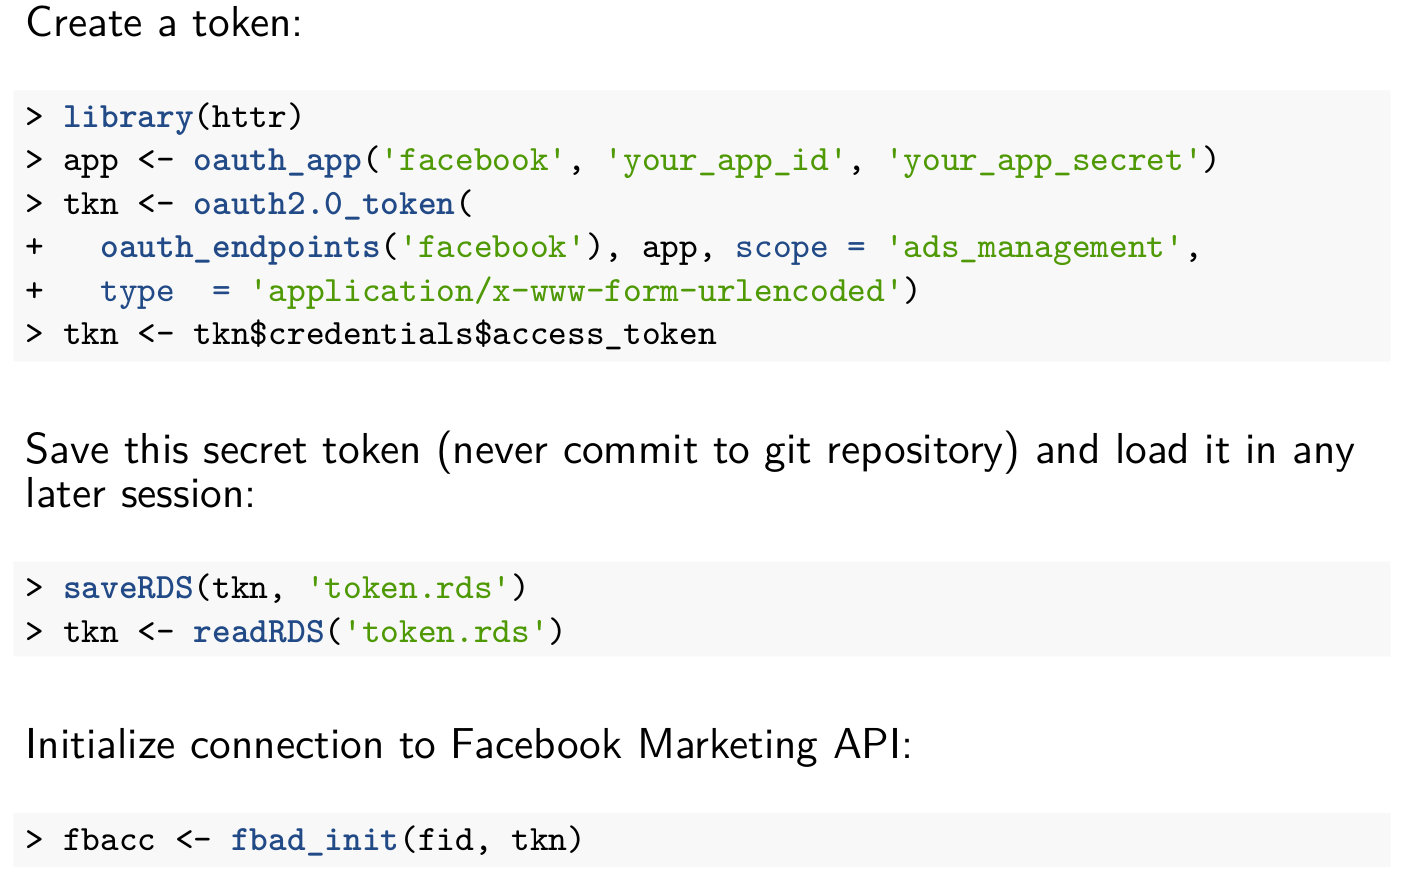 Create a token:
> library(httr)
> app <- oauth_app('facebook', 'your_app_id', 'your_app_secret')
> tkn <- oauth2.0_token(
+   oauth_endpoints('facebook'), app, scope = 'ads_management',
+   type  = 'application/x-www-form-urlencoded')
> tkn <- tkn$credentials$access_token
Save this secret token (never commit to git repository) and load it in any
later session:
> saveRDS(tkn, 'token.rds')
> tkn <- readRDS('token.rds')
Initialize connection to Facebook Marketing API:
> fbacc <- fbad_init(fid, tkn)